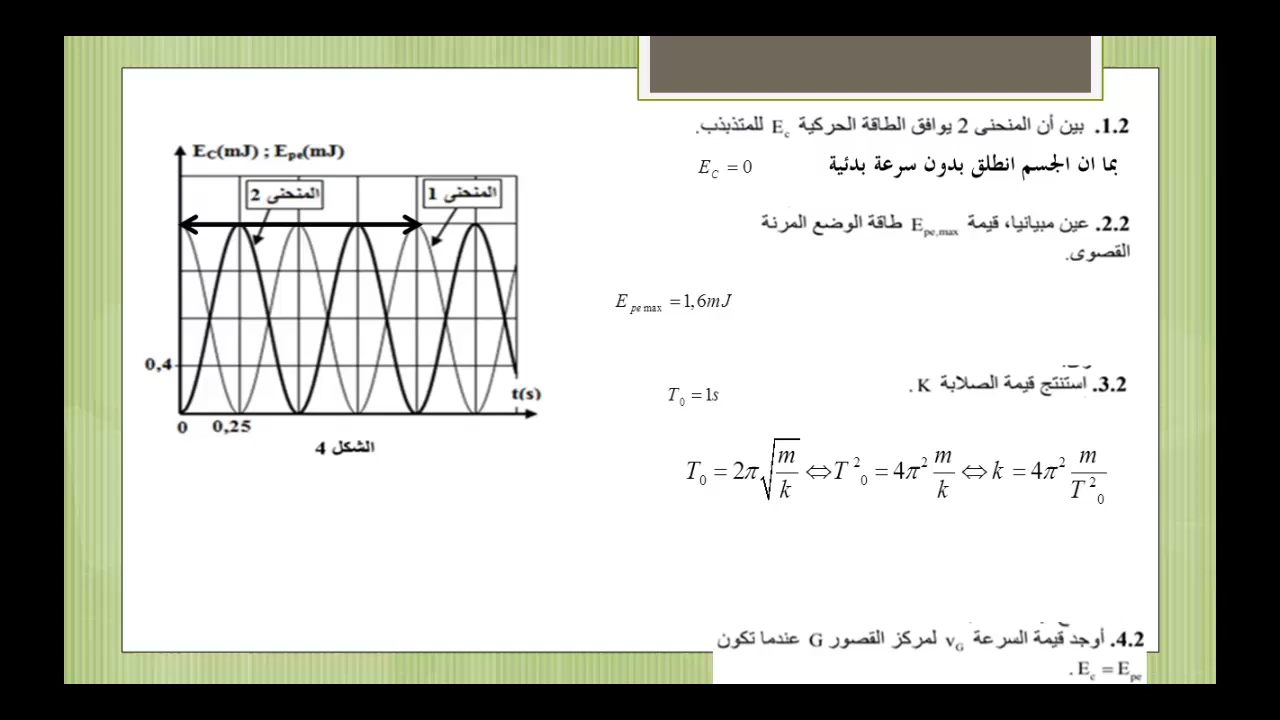 1.2. بين أن المنحنى 2 يوافق الطاقة الحركية E_c للمتذبذب.
بما ان الجسم انطلق بدون سرعة بدئية E_C = 0
2.2. عين مبيانيا، قيمة E_pe,max طاقة الوضع المرنة
القصوى.
E_pe max = 1,6mJ
3.2. استنتج قيمة الصلابة K .
T_0 = 1s
T_0 = 2π√(m/k) ⇔ T²_0 = 4π² m/k ⇔ k = 4π² m/T²_0
4.2. أوجد قيمة السرعة v_G لمركز القصور G عندما تكون
E_c = E_pe .
E_C(mJ) ; E_pe(mJ)
المنحنى 2
المنحنى 1
0,4
t(s)
0
0,25
الشكل 4